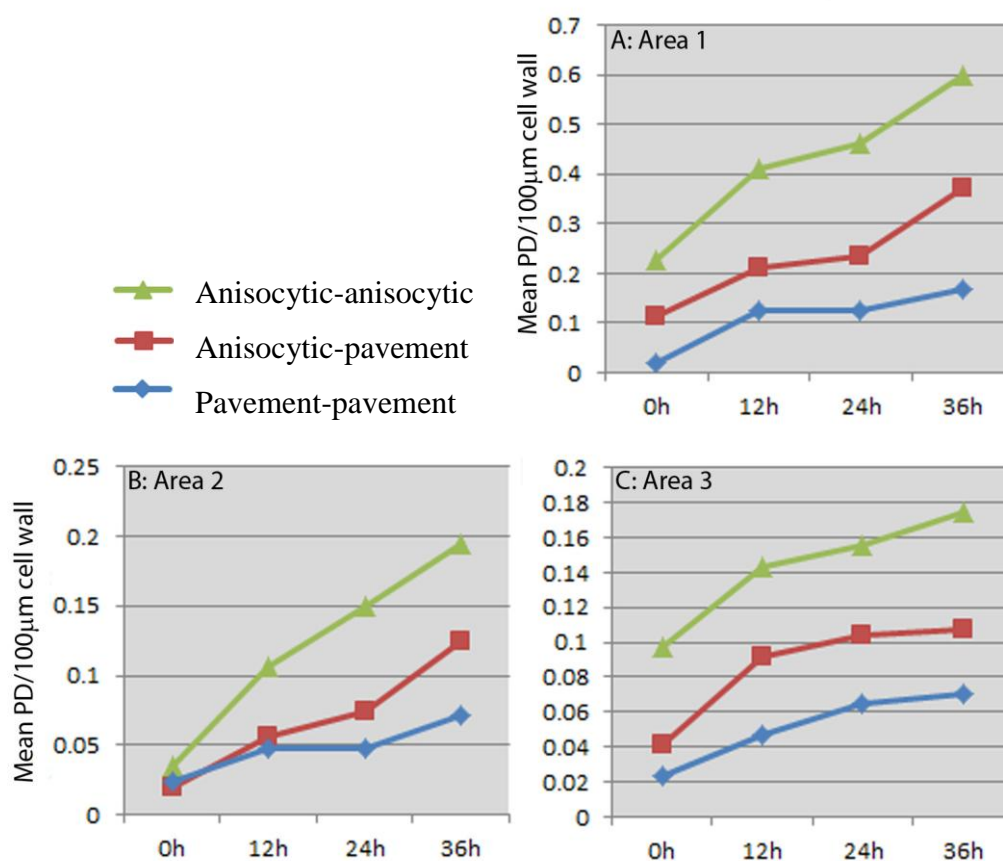 A: Area 1
Mean PD/100µm cell wall
0.7
0.6
0.5
0.4
0.3
0.2
0.1
0
0h 12h 24h 36h
Anisocytic-anisocytic
Anisocytic-pavement
Pavement-pavement
B: Area 2
Mean PD/100µm cell wall
0.25
0.2
0.15
0.1
0.05
0
0h 12h 24h 36h
C: Area 3
0.2
0.18
0.16
0.14
0.12
0.1
0.08
0.06
0.04
0.02
0
0h 12h 24h 36h